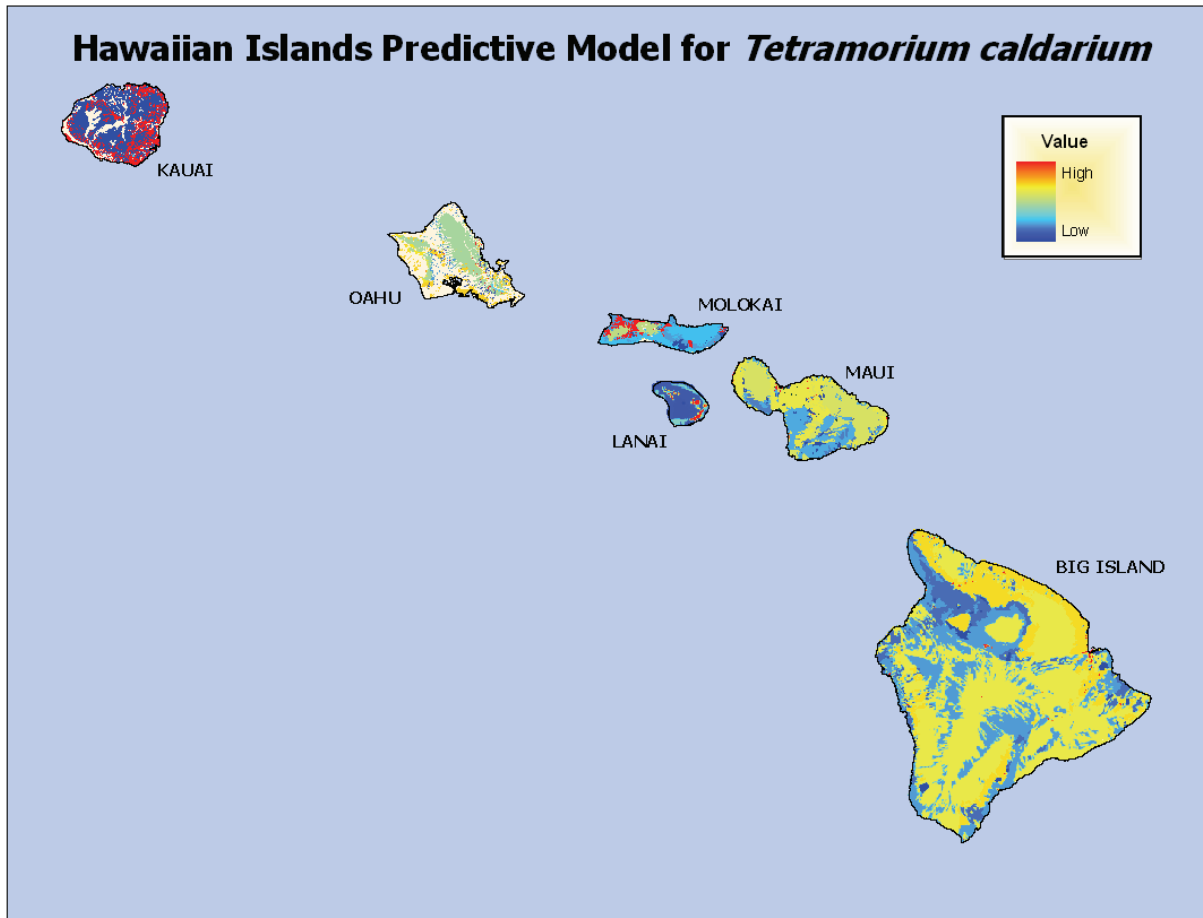 Hawaiian Islands Predictive Model for Tetramorium caldarium
KAUAI
Value
High
Low
OAHU
MOLOKAI
MAUI
LANAI
BIG ISLAND